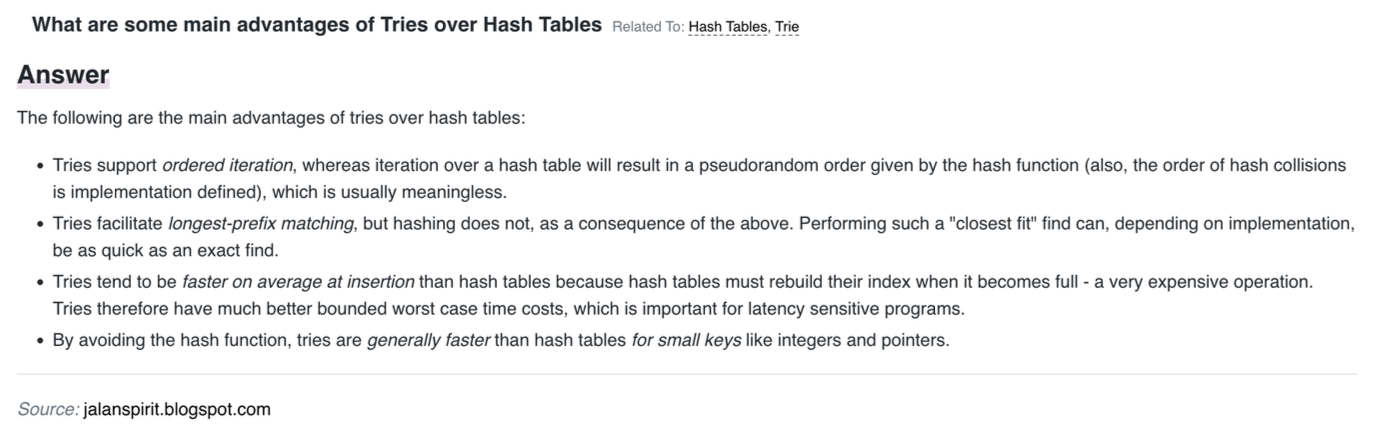 What are some main advantages of Tries over Hash Tables Related To: Hash Tables, Trie
Answer
The following are the main advantages of tries over hash tables:
• Tries support ordered iteration, whereas iteration over a hash table will result in a pseudorandom order given by the hash function (also, the order of hash collisions
is implementation defined), which is usually meaningless.
• Tries facilitate longest-prefix matching, but hashing does not, as a consequence of the above. Performing such a "closest fit" find can, depending on implementation,
be as quick as an exact find.
• Tries tend to be faster on average at insertion than hash tables because hash tables must rebuild their index when it becomes full - a very expensive operation.
Tries therefore have much better bounded worst case time costs, which is important for latency sensitive programs.
• By avoiding the hash function, tries are generally faster than hash tables for small keys like integers and pointers.
Source: jalanspirit.blogspot.com